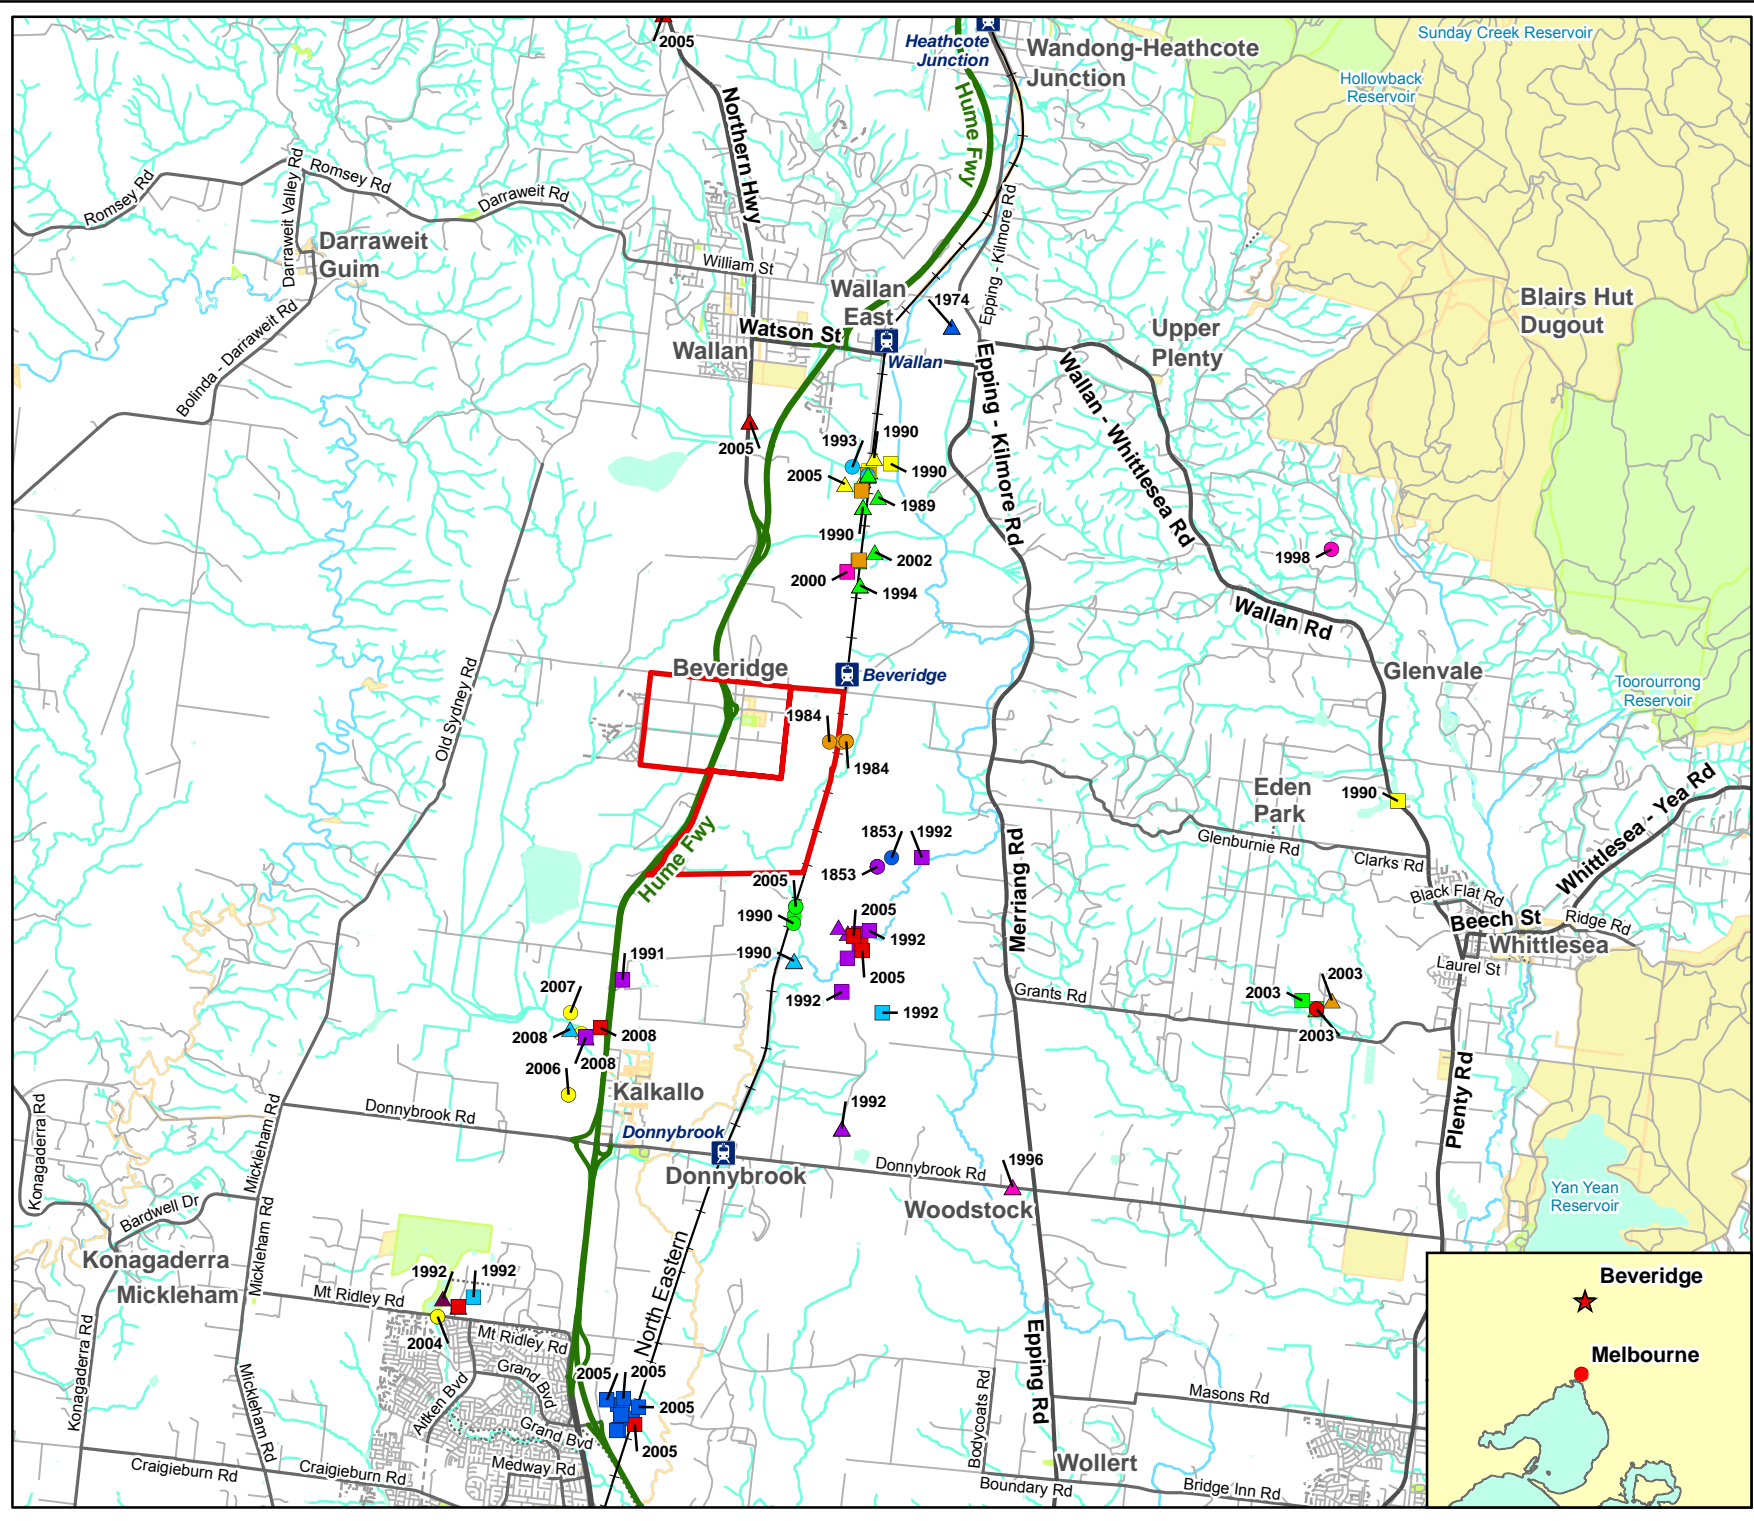 2005
Heathcote
Junction
Wandong-Heathcote
Junction
Sunday Creek Reservoir
Hollowback
Reservoir
Northern Hwy
Hume Fwy
Romsey Rd
Romsey Rd
Darraweit Valley Rd
Darraweit Rd
Epping - Kilmore Rd
Darraweit
Guim
William St
Wallan
East
1974
Blairs Hut
Dugout
Bolinda - Darraweit Rd
Watson St
Wallan
Wallan
Upper
Plenty
Epping - Kilmore Rd
Wallan - Whittlesea Rd
2005
1993
1990
1990
2005
1989
1990
2002
2000
1994
1998
Wallan Rd
Beveridge
Beveridge
Glenvale
Toorourrong
Reservoir
Old Sydney Rd
1984
1984
Eden
Park
1990
Whittlesea - Yea Rd
Hume Fwy
1853
1992
1853
Merriang Rd
Glenburnie Rd
Clarks Rd
Black Flat Rd
Beech St
Ridge Rd
Whittlesea
Laurel St
2005
1990
2005
1992
1990
2005
1991
1992
1992
2007
2008
2008
2008
2006
Grants Rd
2003
2003
2003
Kalkallo
Plenty Rd
Konagaderra Rd
Mickleham Rd
Donnybrook Rd
1992
Donnybrook
Donnybrook
Donnybrook Rd
1996
Woodstock
Yan Yean
Reservoir
Bardwell Dr
Mickleham Rd
Konagaderra
Mickleham
1992
1992
Mt Ridley Rd
2004
Mt Ridley Rd
North Eastern
Beveridge
Melbourne
Konagaderra Rd
Mickleham Rd
Aitken Bvd
Grand Bvd
Grand Bvd
2005
2005
2005
2005
Epping Rd
Bodycoats Rd
Masons Rd
Craigieburn Rd
Craigieburn Rd
Medway Rd
Wollert
Boundary Rd
Bridge Inn Rd